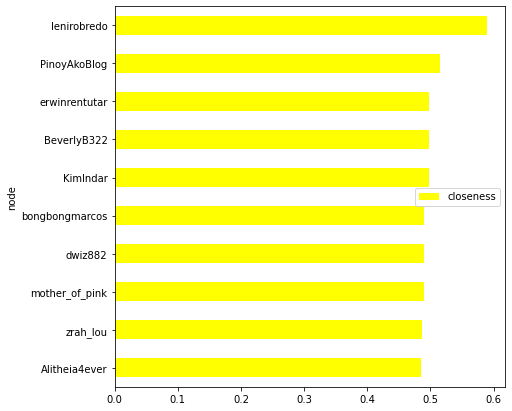 lenirobredo
PinoyAkoBlog
erwinrentutar
BeverlyB322
KimIndar
bongbongmarcos
dwiz882
mother_of_pink
zrah_lou
Alitheia4ever
node
closeness
0.0 0.1 0.2 0.3 0.4 0.5 0.6